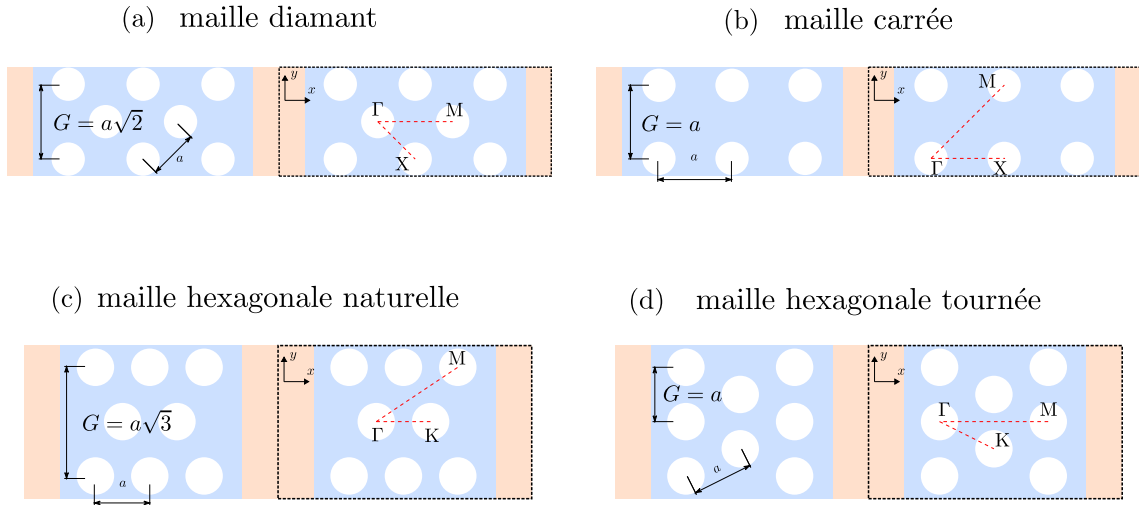 (a) maille diamant
(b) maille carrée
G = a√2
a
y
x
Γ
M
X
G = a
a
y
x
M
Γ
X
(c) maille hexagonale naturelle
(d) maille hexagonale tournée
G = a√3
a
y
x
M
Γ
K
G = a
a
y
x
Γ
M
K